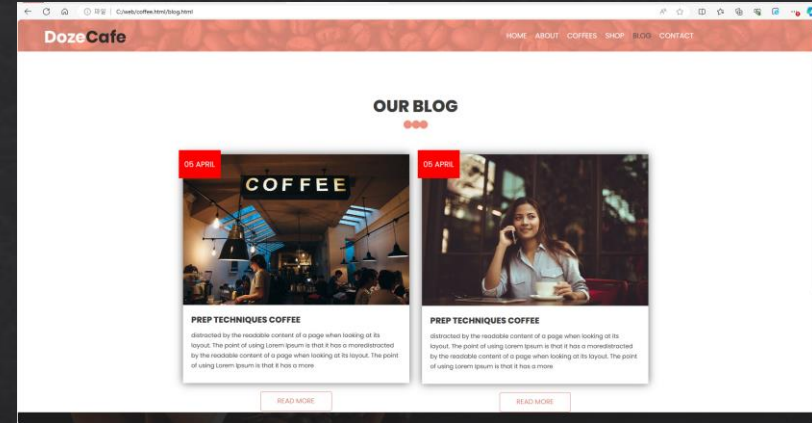 파일 C:/web/coffee.html/blog.html
DozeCafe
HOME ABOUT COFFEES SHOP BLOG CONTACT
OUR BLOG
05 APRIL
COFFEE
PREP TECHNIQUES COFFEE
distracted by the readable content of a page when looking at its
layout. The point of using Lorem Ipsum is that it has a moredistracted
by the readable content of a page when looking at its layout. The point
of using Lorem Ipsum is that it has a more
READ MORE
05 APRIL
PREP TECHNIQUES COFFEE
distracted by the readable content of a page when looking at its
layout. The point of using Lorem Ipsum is that it has a moredistracted
by the readable content of a page when looking at its layout. The point
of using Lorem Ipsum is that it has a more
READ MORE